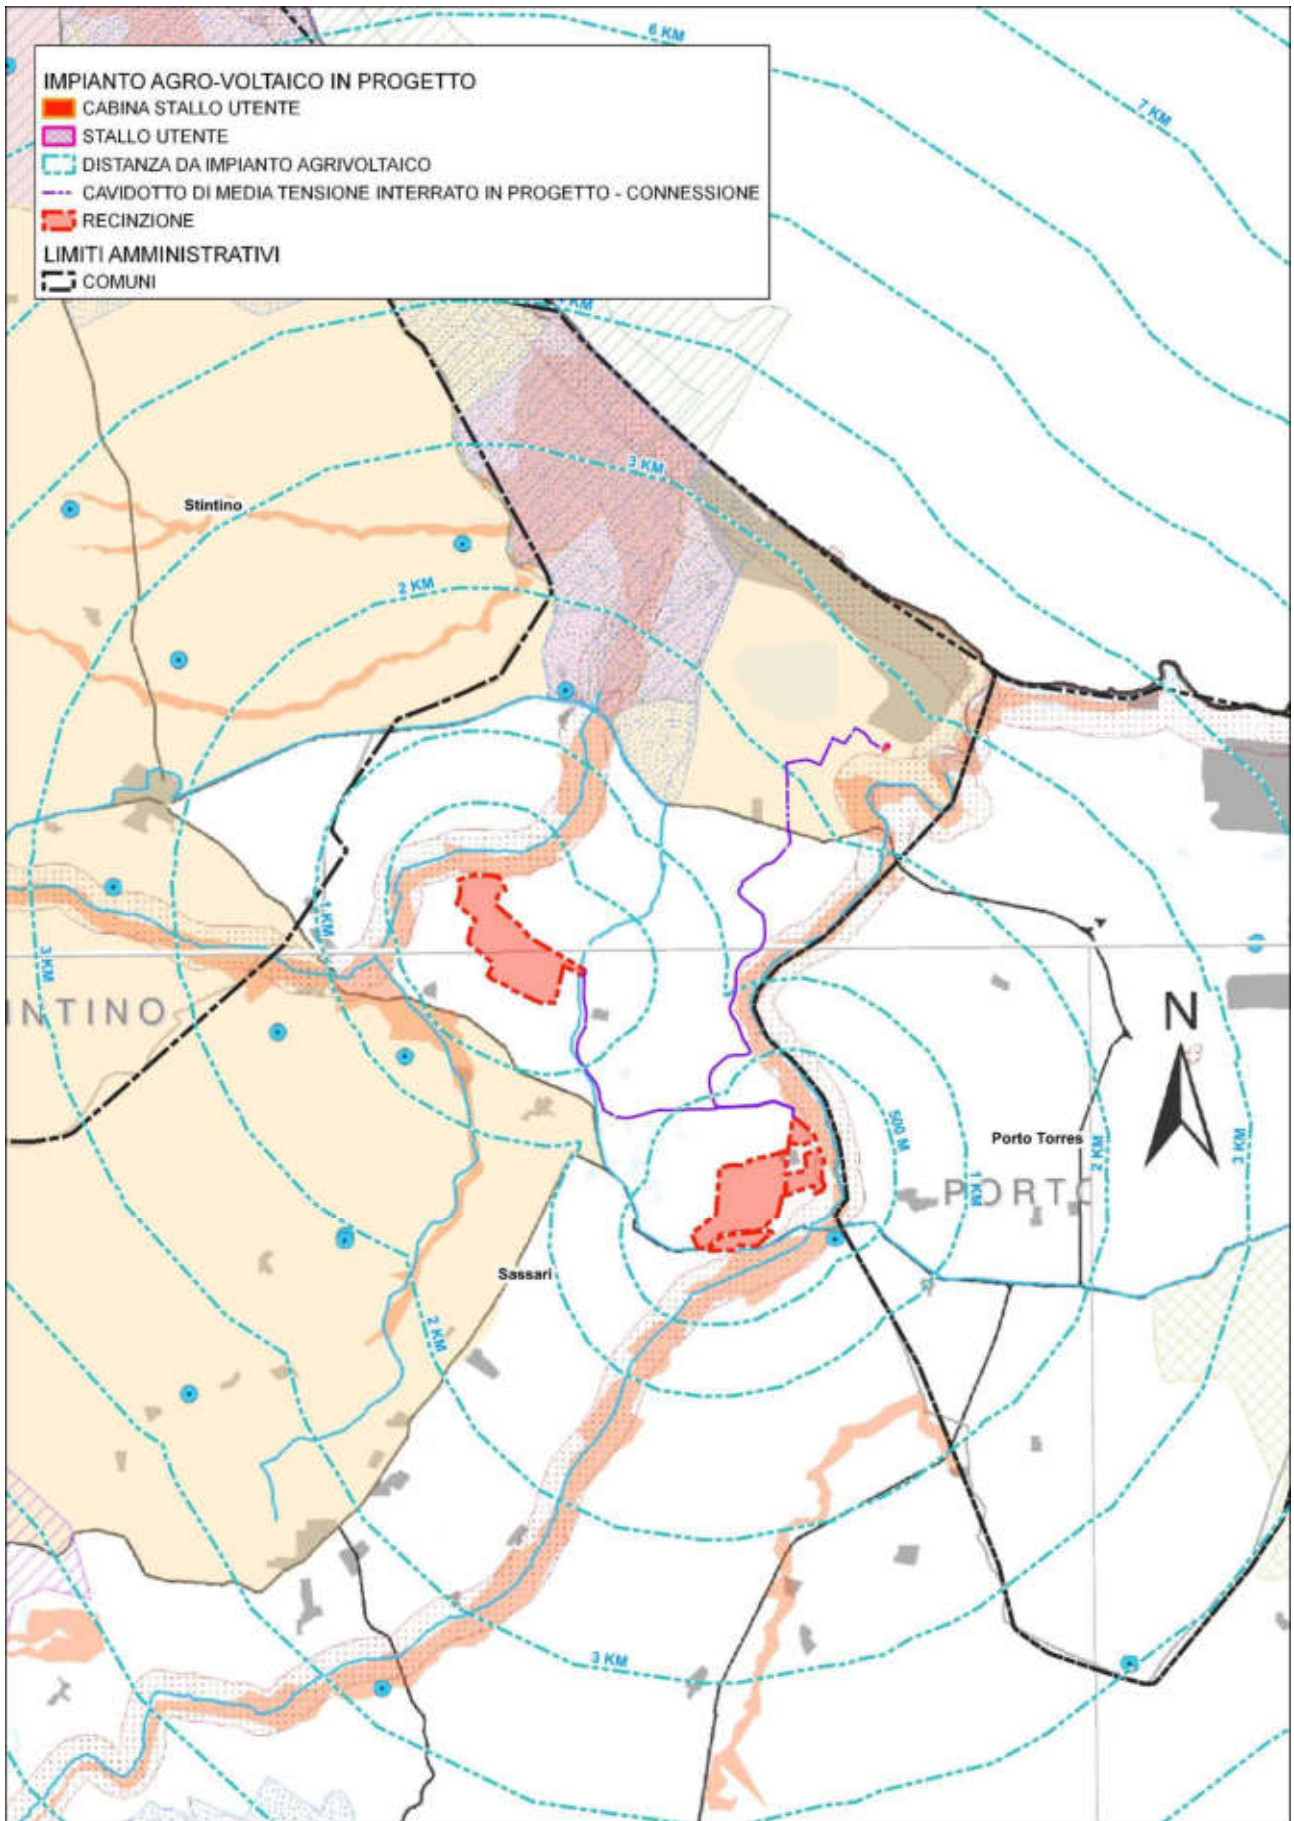 6 KM
7 KM
IMPIANTO AGRO-VOLTAICO IN PROGETTO
CABINA STALLO UTENTE
STALLO UTENTE
DISTANZA DA IMPIANTO AGRIVOLTAICO
CAVIDOTTO DI MEDIA TENSIONE INTERRATO IN PROGETTO - CONNESSIONE
RECINZIONE
LIMITI AMMINISTRATIVI
COMUNI
KM
3 KM
Stintino
2 KM
1 KM
3 KM
INTINO
N
500 M
Porto Torres
2 KM
3 KM
1 KM
PORTO
Sassari
2 KM
3 KM